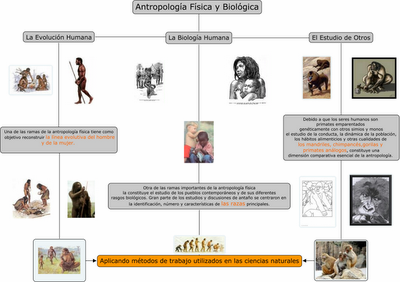 Antropología Física y Biológica
La Evolución Humana
La Biología Humana
El Estudio de Otros
Una de las ramas de la antropología física tiene como
objetivo reconstruir la línea evolutiva del hombre
y de la mujer.
Debido a que los seres humanos son
primates emparentados
genéticamente con otros simios y monos
el estudio de la conducta, la dinámica de la población,
los hábitos alimenticios y otras cualidades de
los mandriles, chimpancés, gorilas y
primates análogos, constituye una
dimensión comparativa esencial de la antropología.
Otra de las ramas importantes de la antropología física
la constituye el estudio de los pueblos contemporáneos y de sus diferentes
rasgos biológicos. Gran parte de los estudios y discusiones de antaño se centraron en
la identificación, número y características de las razas principales.
Aplicando métodos de trabajo utilizados en las ciencias naturales